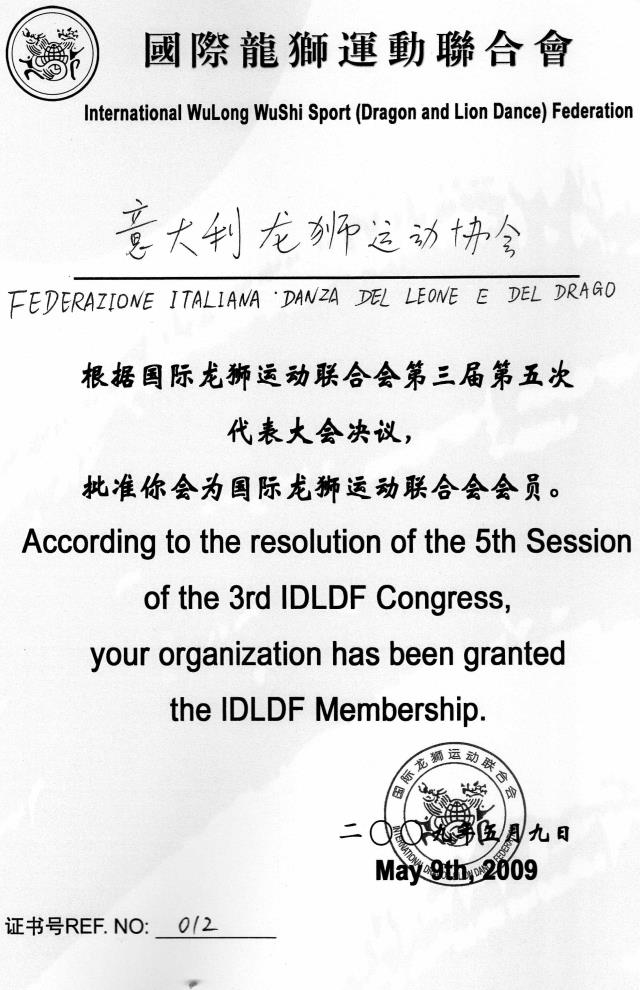 國際龍獅運動聯合會
International WuLong WuShi Sport (Dragon and Lion Dance) Federation
意大利龙狮运动协会
FEDERAZIONE ITALIANA DANZA DEL LEONE E DEL DRAGO
根据国际龙狮运动联合会第三届第五次
代表大会决议，
批准你会为国际龙狮运动联合会会员。
According to the resolution of the 5th Session
of the 3rd IDLDF Congress,
your organization has been granted
the IDLDF Membership.
国际龙狮运动联合会
INTERNATIONAL DRAGON LION DANCE FEDERATION
二〇〇九年五月九日
May 9th, 2009
证书号REF. NO: 012